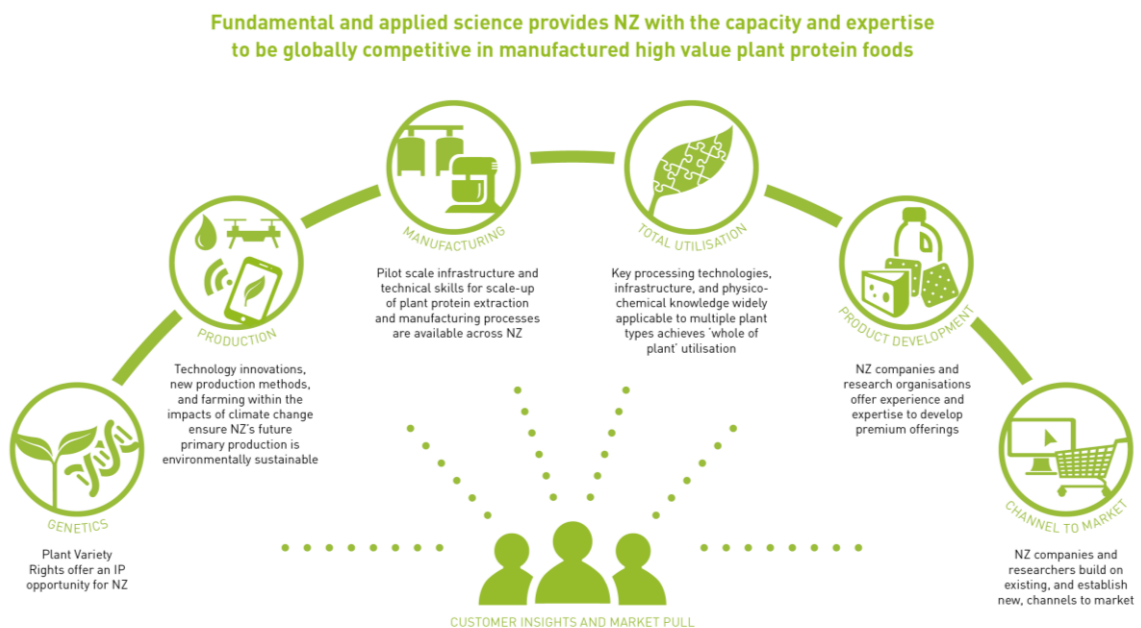 Fundamental and applied science provides NZ with the capacity and expertise
to be globally competitive in manufactured high value plant protein foods
GENETICS
Plant Variety
Rights offer an IP
opportunity for NZ
PRODUCTION
Technology innovations,
new production methods,
and farming within the
impacts of climate change
ensure NZ's future
primary production is
environmentally sustainable
MANUFACTURING
Pilot scale infrastructure and
technical skills for scale-up
of plant protein extraction
and manufacturing processes
are available across NZ
TOTAL UTILISATION
Key processing technologies,
infrastructure, and physico-
chemical knowledge widely
applicable to multiple plant
types achieves 'whole of
plant' utilisation
PRODUCT DEVELOPMENT
NZ companies and
research organisations
offer experience and
expertise to develop
premium offerings
CHANNEL TO MARKET
NZ companies and
researchers build on
existing, and establish
new, channels to market
CUSTOMER INSIGHTS AND MARKET PULL